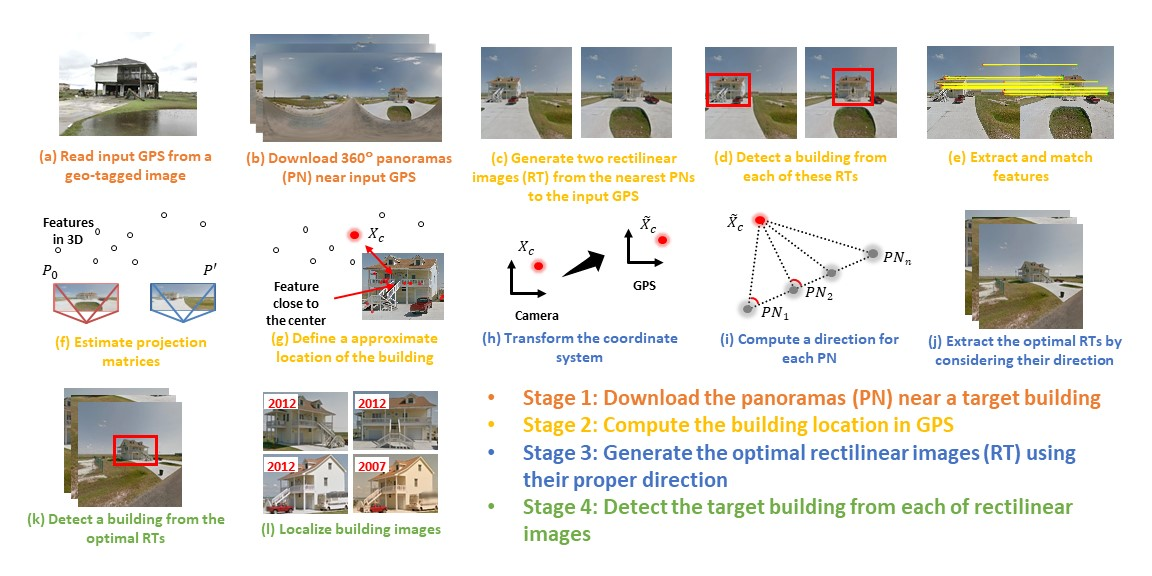 (a) Read input GPS from a
geo-tagged image
(b) Download 360° panoramas
(PN) near input GPS
(c) Generate two rectilinear
images (RT) from the nearest PNs
to the input GPS
(d) Detect a building from
each of these RTs
(e) Extract and match
features
Features
in 3D
P₀
P'
(f) Estimate projection
matrices
X_c
Feature
close to
the center
(g) Define a approximate
location of the building
X_c
Camera
X̃_c
GPS
(h) Transform the coordinate
system
X̃_c
PN_n
PN₂
PN₁
(i) Compute a direction for
each PN
(j) Extract the optimal RTs by
considering their direction
(k) Detect a building from the
optimal RTs
2012
2012
2012
2007
(l) Localize building images
• Stage 1: Download the panoramas (PN) near a target building
• Stage 2: Compute the building location in GPS
• Stage 3: Generate the optimal rectilinear images (RT) using
their proper direction
• Stage 4: Detect the target building from each of rectilinear
images